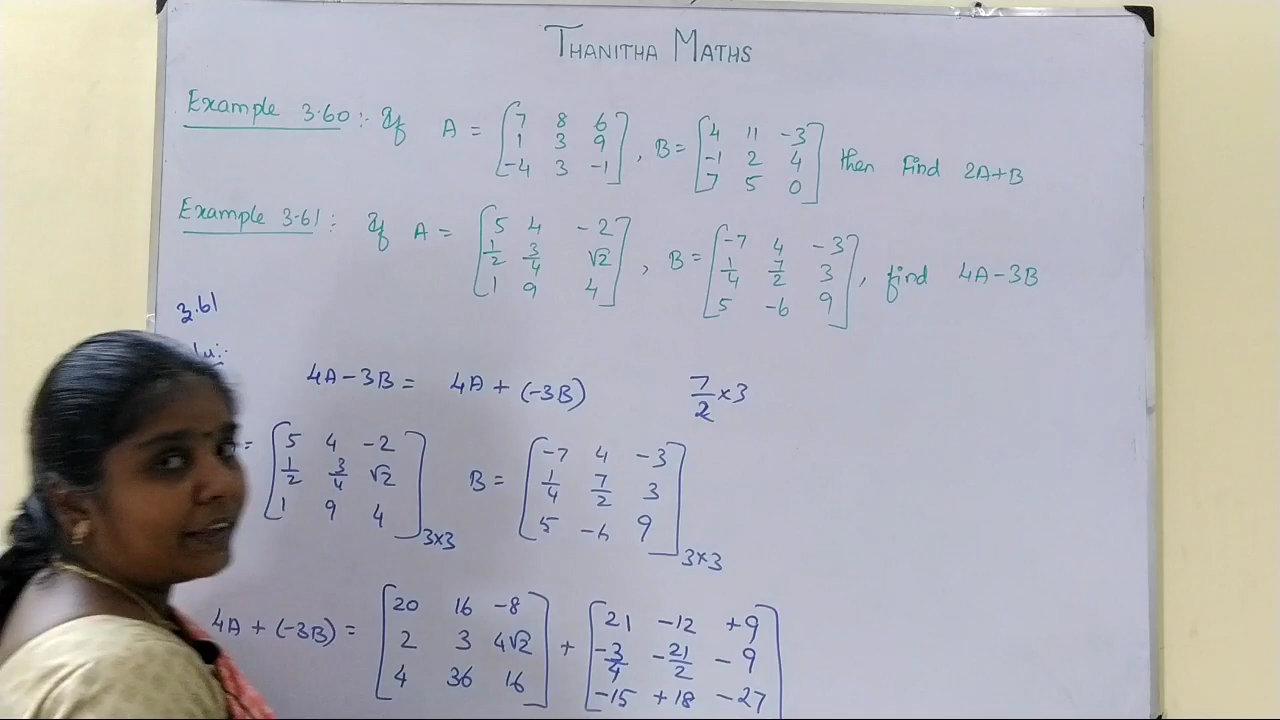 THANITHA MATHS
Example 3.60 :- If A = [7 8 6; 1 3 9; -4 3 -1], B = [4 11 -3; -1 2 4; 7 5 0] then Find 2A+B
Example 3.61 : If A = [5 4 -2; 1/2 3/4 √2; 1 9 4], B = [-7 4 -3; 1/4 7/2 3; 5 -6 9], find 4A-3B
3.61
4A-3B = 4A + (-3B) 7/2 ×3
= [5 4 -2; 1/2 3/4 √2; 1 9 4] 3×3 B = [-7 4 -3; 1/4 7/2 3; 5 -6 9] 3×3
4A + (-3B) = [20 16 -8; 2 3 4√2; 4 36 16] + [21 -12 +9; -3/4 -21/2 -9; -15 +18 -27]